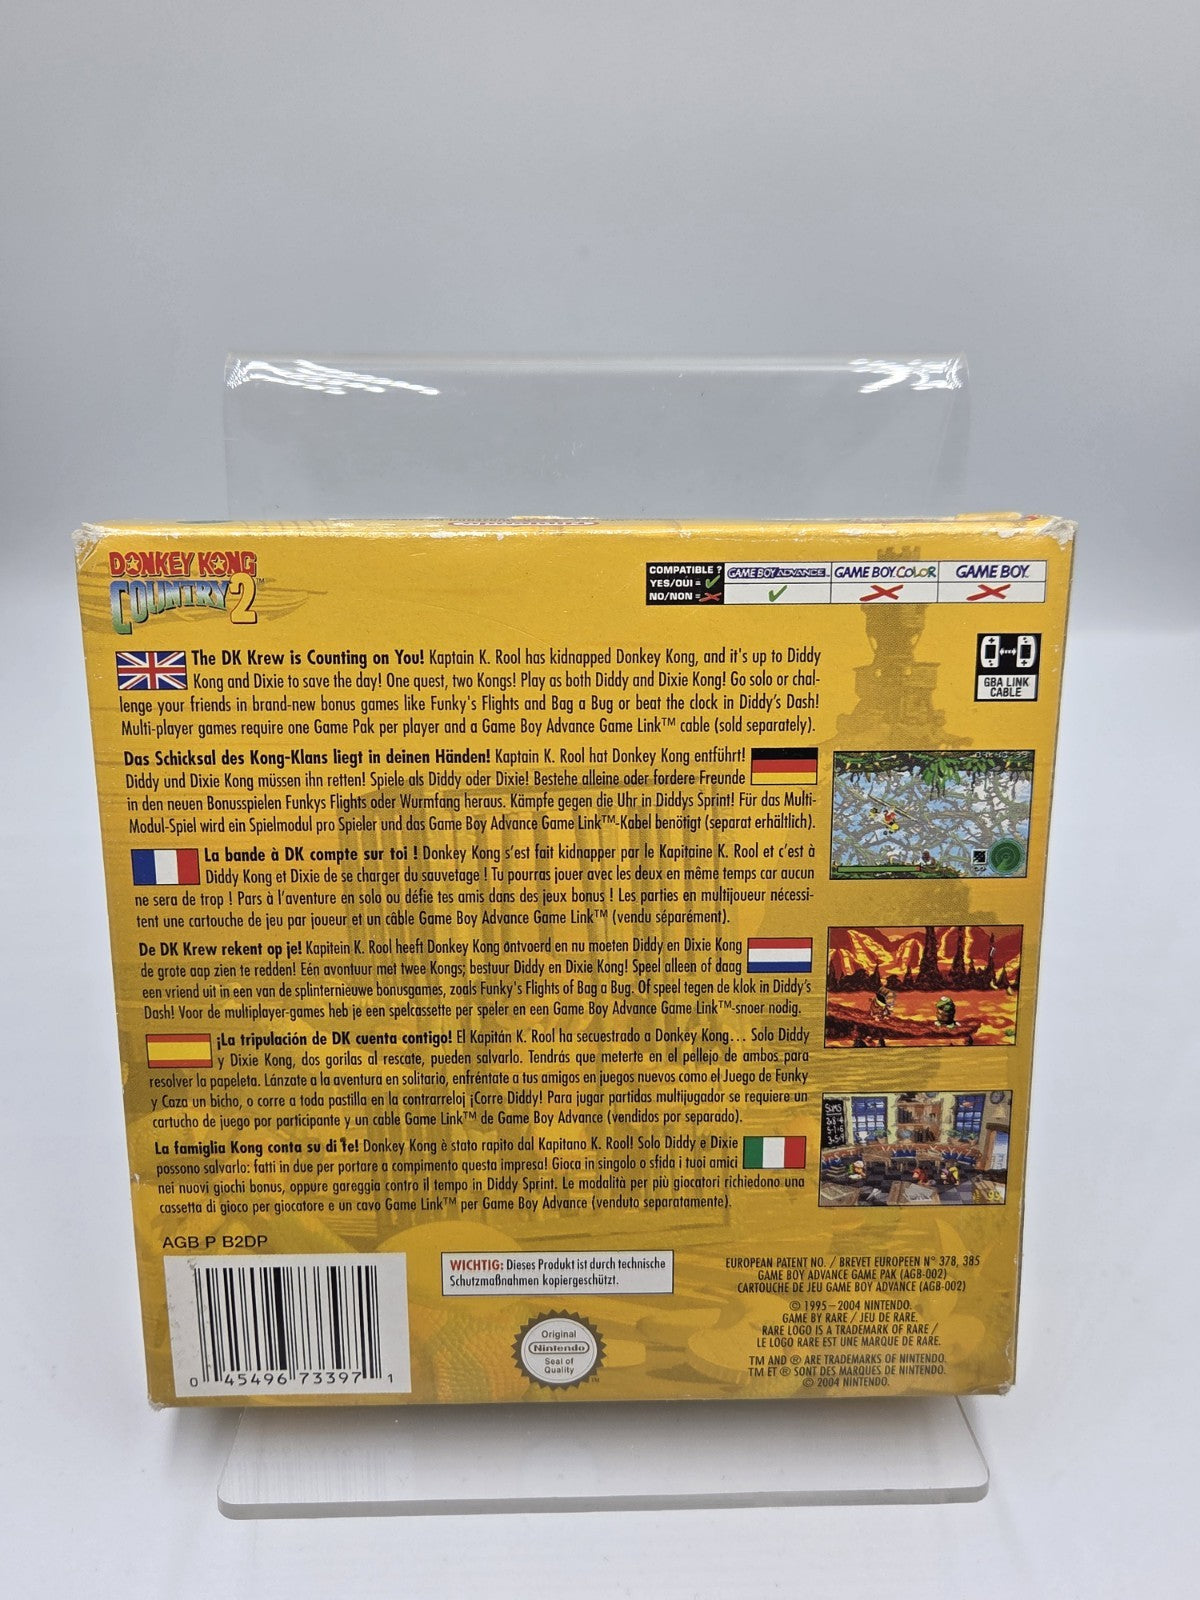 DONKEY KONG
COUNTRY 2™
COMPATIBLE ?
YES/OUI =
NO/NON =
GAME BOY ADVANCE
GAME BOY COLOR
GAME BOY
GBA LINK
CABLE
The DK Krew is Counting on You! Kaptain K. Rool has kidnapped Donkey Kong, and it's up to Diddy
Kong and Dixie to save the day! One quest, two Kongs! Play as both Diddy and Dixie Kong! Go solo or chal-
lenge your friends in brand-new bonus games like Funky's Flights and Bag a Bug or beat the clock in Diddy's Dash!
Multi-player games require one Game Pak per player and a Game Boy Advance Game Link™ cable (sold separately).
Das Schicksal des Kong-Klans liegt in deinen Händen! Kaptain K. Rool hat Donkey Kong entführt!
Diddy und Dixie Kong müssen ihn retten! Spiele als Diddy oder Dixie! Bestehe alleine oder fordere Freunde
in den neuen Bonusspielen Funkys Flights oder Wurmfang heraus. Kämpfe gegen die Uhr in Diddys Sprint! Für das Multi-
Modul-Spiel wird ein Spielmodul pro Spieler und das Game Boy Advance Game Link™-Kabel benötigt (separat erhältlich).
La bande à DK compte sur toi ! Donkey Kong s'est fait kidnapper par le Kapitaine K. Rool et c'est à
Diddy Kong et Dixie de se charger du sauvetage ! Tu pourras jouer avec les deux en même temps car aucun
ne sera de trop ! Pars à l'aventure en solo ou défie tes amis dans des jeux bonus ! Les parties en multijoueur nécessi-
tent une cartouche de jeu par joueur et un câble Game Boy Advance Game Link™ (vendu séparément).
De DK Krew rekent op je! Kapitein K. Rool heeft Donkey Kong ontvoerd en nu moeten Diddy en Dixie Kong
de grote aap zien te redden! Eén avontuur met twee Kongs; bestuur Diddy en Dixie Kong! Speel alleen of daag
een vriend uit in een van de splinternieuwe bonusgames, zoals Funky's Flights of Bag a Bug. Of speel tegen de klok in Diddy's
Dash! Voor de multiplayer-games heb je een spelcassette per speler en een Game Boy Advance Game Link™-snoer nodig.
¡La tripulación de DK cuenta contigo! El Kapitán K. Rool ha secuestrado a Donkey Kong... Solo Diddy
y Dixie Kong, dos gorilas al rescate, pueden salvarlo. Tendrás que meterte en el pellejo de ambos para
resolver la papeleta. Lánzate a la aventura en solitario, enfréntate a tus amigos en juegos nuevos como el Juego de Funky
y Caza un bicho, o corre a toda pastilla en la contrarreloj ¡Corre Diddy! Para jugar partidas multijugador se requiere un
cartucho de juego por participante y un cable Game Link™ de Game Boy Advance (vendidos por separado).
La famiglia Kong conta su di te! Donkey Kong è stato rapito dal Kapitano K. Rool! Solo Diddy e Dixie
possono salvarlo: fatti in due per portare a compimento questa impresa! Gioca in singolo o sfida i tuoi amici
nei nuovi giochi bonus, oppure gareggia contro il tempo in Diddy Sprint. Le modalità per più giocatori richiedono una
cassetta di gioco per giocatore e un cavo Game Link™ per Game Boy Advance (venduto separatamente).
AGB P B2DP
0 45496 73397 1
WICHTIG: Dieses Produkt ist durch technische
Schutzmaßnahmen kopiergeschützt.
Original
Nintendo
Seal of
Quality
EUROPEAN PATENT NO. / BREVET EUROPEEN N° 378, 385
GAME BOY ADVANCE GAME PAK (AGB-002)
CARTOUCHE DE JEU GAME BOY ADVANCE (AGB-002)
© 1995–2004 NINTENDO.
GAME BY RARE / JEU DE RARE.
RARE LOGO IS A TRADEMARK OF RARE /
LE LOGO RARE EST UNE MARQUE DE RARE.
TM AND ® ARE TRADEMARKS OF NINTENDO.
TM ET ® SONT DES MARQUES DE NINTENDO.
© 2004 NINTENDO.